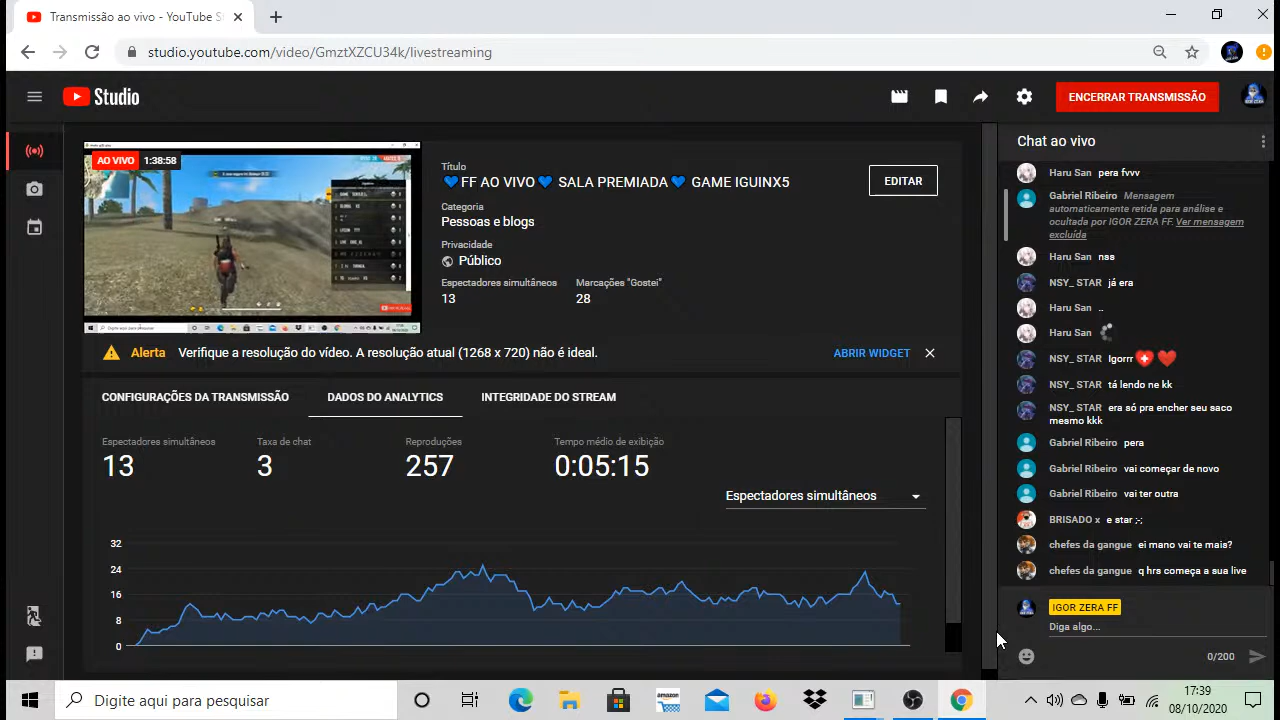 Transmissão ao vivo - YouTube S
studio.youtube.com/video/GmztXZCU34k/livestreaming
Studio
ENCERRAR TRANSMISSÃO
AO VIVO 1:38:58
Título
💙FF AO VIVO💙 SALA PREMIADA💙 GAME IGUINX5
EDITAR
Categoria
Pessoas e blogs
Privacidade
Público
Espectadores simultâneos
13
Marcações "Gostei"
28
Alerta Verifique a resolução do vídeo. A resolução atual (1268 x 720) não é ideal.
ABRIR WIDGET
CONFIGURAÇÕES DA TRANSMISSÃO
DADOS DO ANALYTICS
INTEGRIDADE DO STREAM
Espectadores simultâneos
13
Taxa de chat
3
Reproduções
257
Tempo médio de exibição
0:05:15
Espectadores simultâneos
32
24
16
8
0
Chat ao vivo
Haru San pera fvvv
Gabriel Ribeiro Mensagem
automaticamente retida para análise e
ocultada por IGOR ZERA FF. Ver mensagem
excluída
Haru San nss
NSY_ STAR já era
Haru San ..
Haru San
NSY_ STAR Igorrr
NSY_ STAR tá lendo ne kk
NSY_ STAR era só pra encher seu saco
mesmo kkk
Gabriel Ribeiro pera
Gabriel Ribeiro vai começar de novo
Gabriel Ribeiro vai ter outra
BRISADO x e star ;-;
chefes da gangue ei mano vai te mais?
chefes da gangue q hra começa a sua live
IGOR ZERA FF
Diga algo...
0/200
Digite aqui para pesquisar
amazon
17:39
08/10/2020